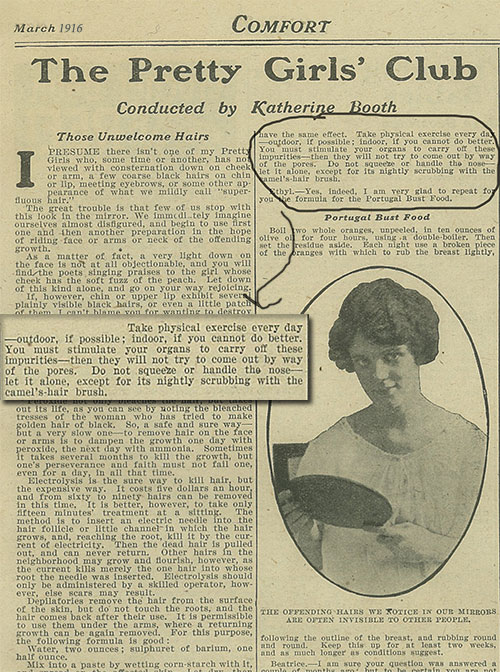 March 1916
COMFORT
The Pretty Girls' Club
Conducted by Katherine Booth
Those Unwelcome Hairs
I PRESUME there isn't one of my Pretty
Girls who, some time or another, has not
viewed with consternation down on cheek
or arm, a few coarse black hairs on chin
or lip, meeting eyebrows, or some other ap-
pearance of what we mildly call "super-
fluous hair."
The great trouble is that few of us stop with
this look in the mirror. We immediately imagine
ourselves almost disfigured, and begin to use first
one and then another preparation in the hope
of riding face or arms or neck of the offending
growth.
As a matter of fact, a very light down on
the face is not at all objectionable, and you will
find the poets singing praises to the girl whose
cheek has the soft fuzz of the peach. Let down
of this kind alone, and go on your way rejoicing.
If, however, chin or upper lip exhibit several
plainly visible black hairs, or even a little patch
of them, I can't blame you for wanting to destroy
Take physical exercise every day
—outdoor, if possible; indoor, if you cannot do better.
You must stimulate your organs to carry off these
impurities—then they will not try to come out by way
of the pores. Do not squeeze or handle the nose—
let it alone, except for its nightly scrubbing with the
camel's-hair brush.
out its life, as you can see by noting the bleached
tresses of the woman who has tried to make
golden hair of black. So, a safe and sure way—
but a very slow one—to remove hair on the face
or arms is to dampen the growth one day with
peroxide, the next day with ammonia. Sometimes
it takes several months to kill the growth, but
one's perseverance and faith must not fail one,
even for a day, in all that time.
Electrolysis is the sure way to kill hair, but
the expensive way. It costs five dollars an hour,
and from sixty to ninety hairs can be removed
in this time. It is better, however, to take only
fifteen minutes' treatment at a sitting. The
method is to insert an electric needle into the
hair follicle or little channel in which the hair
grows, and, reaching the root, kill it by the cur-
rent of electricity. Then the dead hair is pulled
out, and can never return. Other hairs in the
neighborhood may grow and flourish, however, as
the current kills merely the one hair into whose
root the needle was inserted. Electrolysis should
only be administered by a skilled operator, how-
ever, else scars may result.
Depilatories remove the hair from the surface
of the skin, but do not touch the roots, and the
hair comes back after their use. It is permissible
to use them under the arms, where a returning
growth can be again removed. For this purpose,
the following formula is good:
Water, two ounces; sulphuret of barium, one
half ounce.
Mix into a paste by wetting corn-starch with it,
have the same effect. Take physical exercise every day
—outdoor, if possible; indoor, if you cannot do better.
You must stimulate your organs to carry off these
impurities—then they will not try to come out by way
of the pores. Do not squeeze or handle the nose—
let it alone, except for its nightly scrubbing with the
camel's-hair brush.
Ethyl.—Yes, indeed, I am very glad to repeat for
you the formula for the Portugal Bust Food.
Portugal Bust Food
Boil two whole oranges, unpeeled, in ten ounces of
olive oil for four hours, using a double-boiler. Then
set the residue aside. Each night use a broken piece
of the oranges with which to rub the breast lightly,
THE OFFENDING HAIRS WE NOTICE IN OUR MIRRORS
ARE OFTEN INVISIBLE TO OTHER PEOPLE.
following the outline of the breast, and rubbing round
and round. Keep this up for at least two weeks,
and as much longer as conditions suggest.
Beatrice.—I am sure your question was answered a